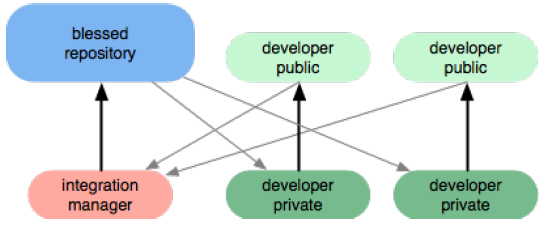 blessed
repository
developer
public
developer
public
integration
manager
developer
private
developer
private